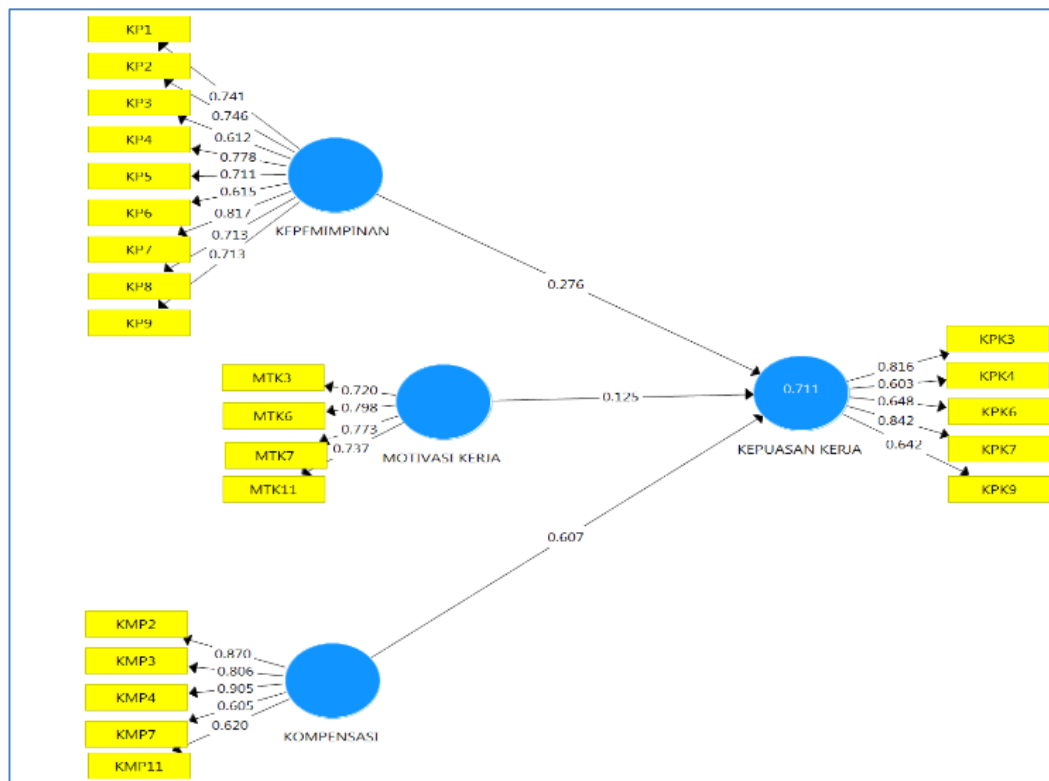 KP1
KP2
KP3
KP4
KP5
KP6
KP7
KP8
KP9
0.741
0.746
0.612
0.778
0.711
0.615
0.817
0.713
0.713
KEPEMIMPINAN
0.276
MTK3
MTK6
MTK7
MTK11
0.720
0.798
0.773
0.737
MOTIVASI KERJA
0.125
KMP2
KMP3
KMP4
KMP7
KMP11
0.870
0.806
0.905
0.605
0.620
KOMPENSASI
0.607
0.711
KEPUASAN KERJA
0.816
0.603
0.648
0.842
0.642
KPK3
KPK4
KPK6
KPK7
KPK9